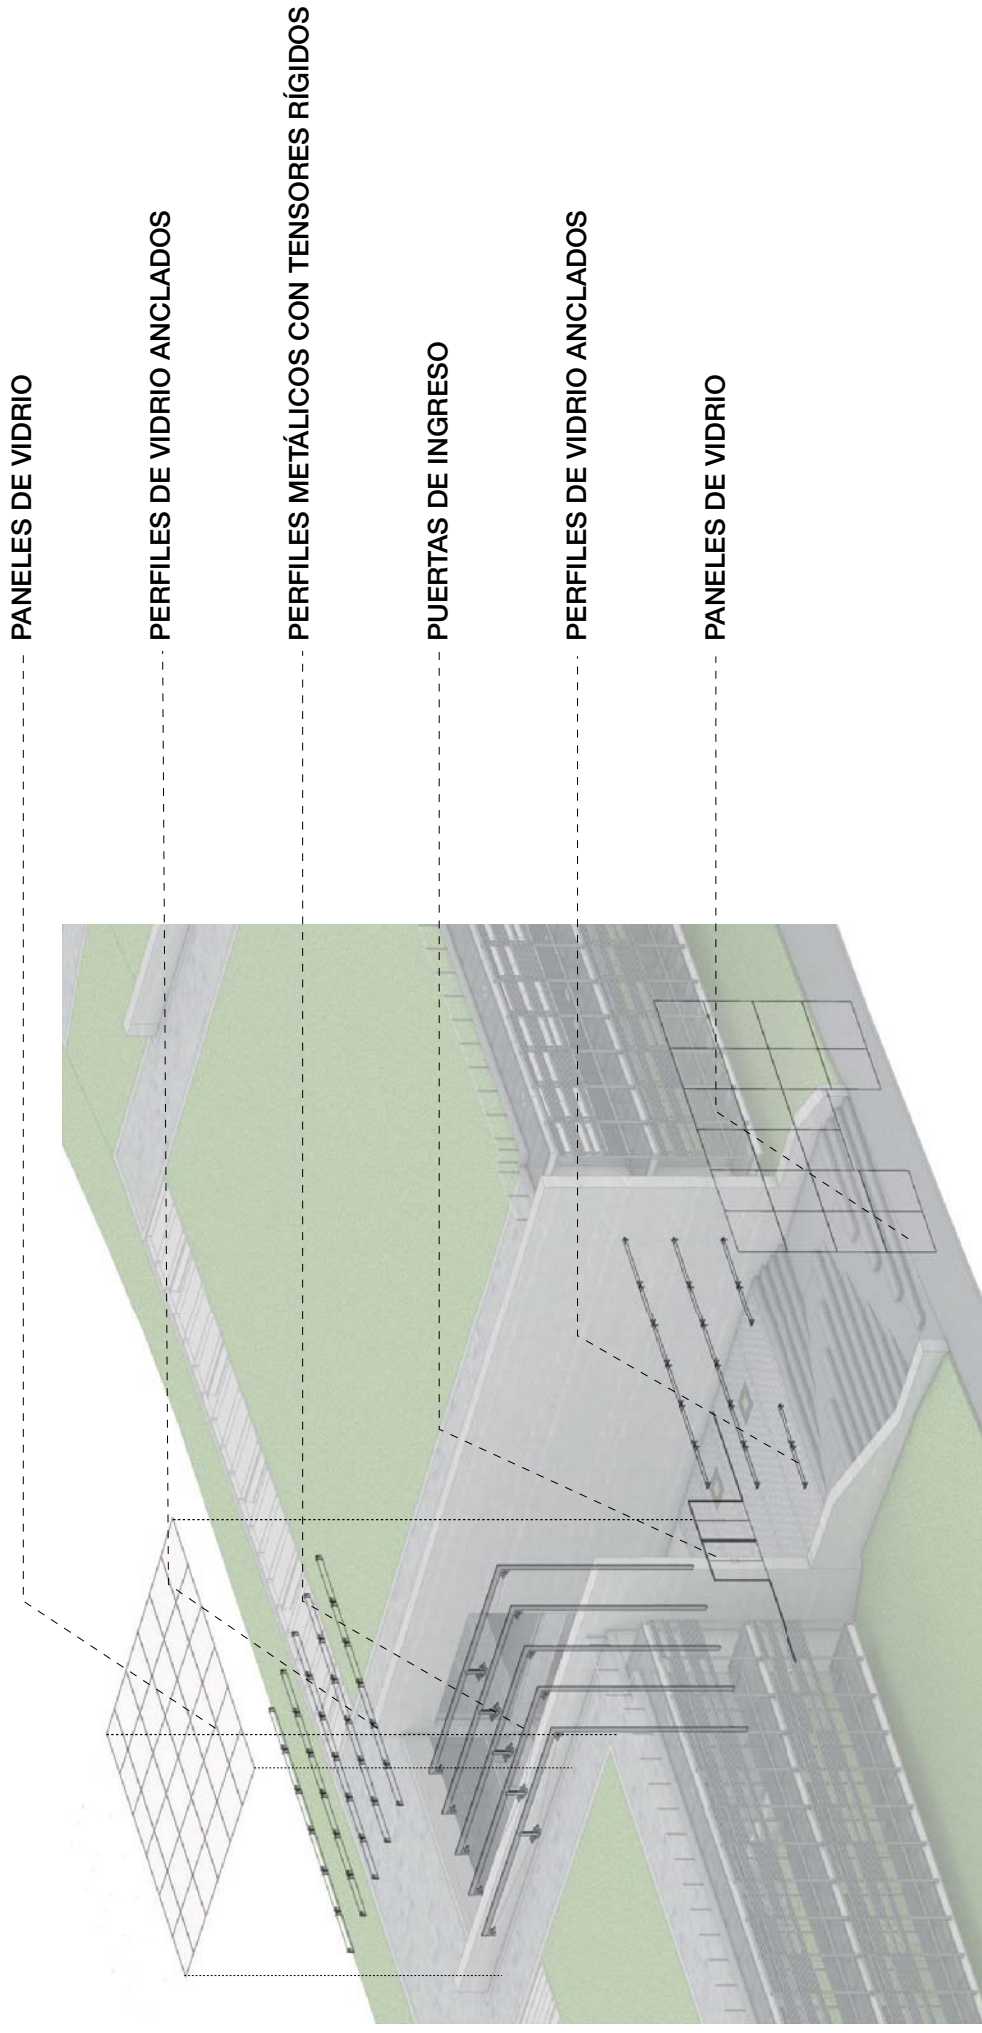 PANELES DE VIDRIO
PERFILES DE VIDRIO ANCLADOS
PERFILES METÁLICOS CON TENSORES RÍGIDOS
PUERTAS DE INGRESO
PERFILES DE VIDRIO ANCLADOS
PANELES DE VIDRIO